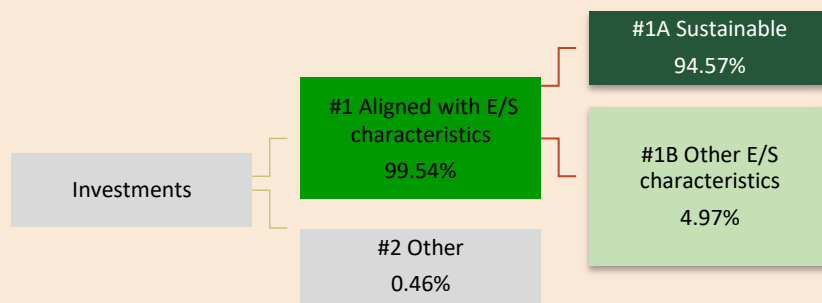 #1A Sustainable
94.57%
#1 Aligned with E/S
characteristics
99.54%
#1B Other E/S
characteristics
4.97%
Investments
#2 Other
0.46%